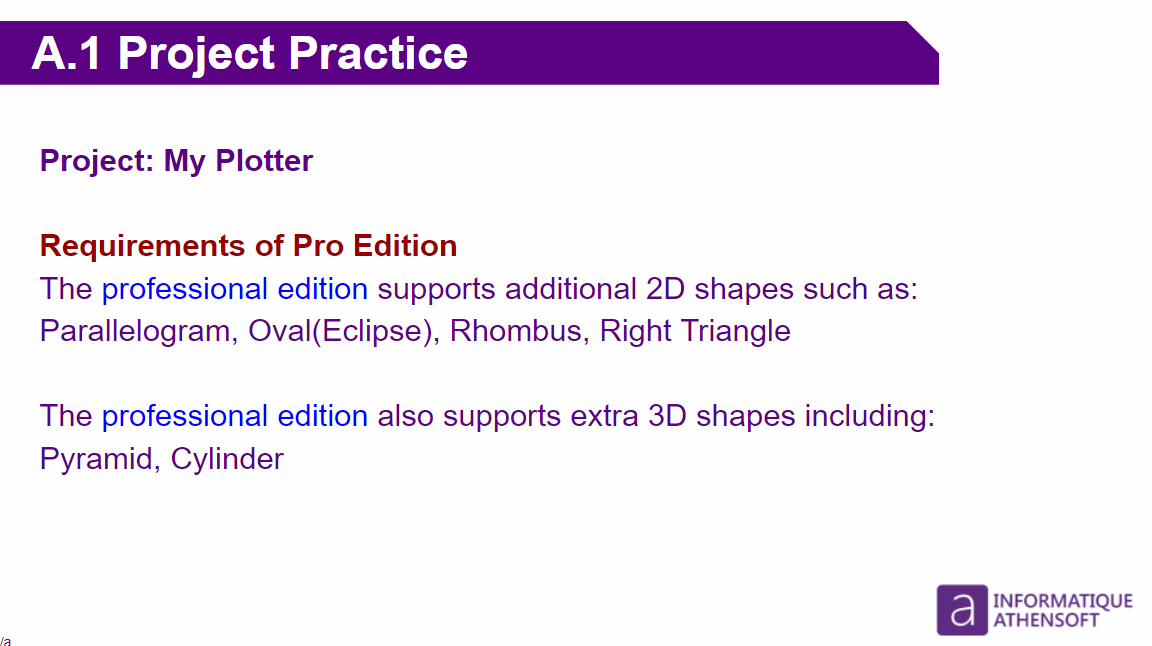 A.1 Project Practice
Project: My Plotter
Requirements of Pro Edition
The professional edition supports additional 2D shapes such as:
Parallelogram, Oval(Eclipse), Rhombus, Right Triangle
The professional edition also supports extra 3D shapes including:
Pyramid, Cylinder
a INFORMATIQUE
ATHENSOFT
/a